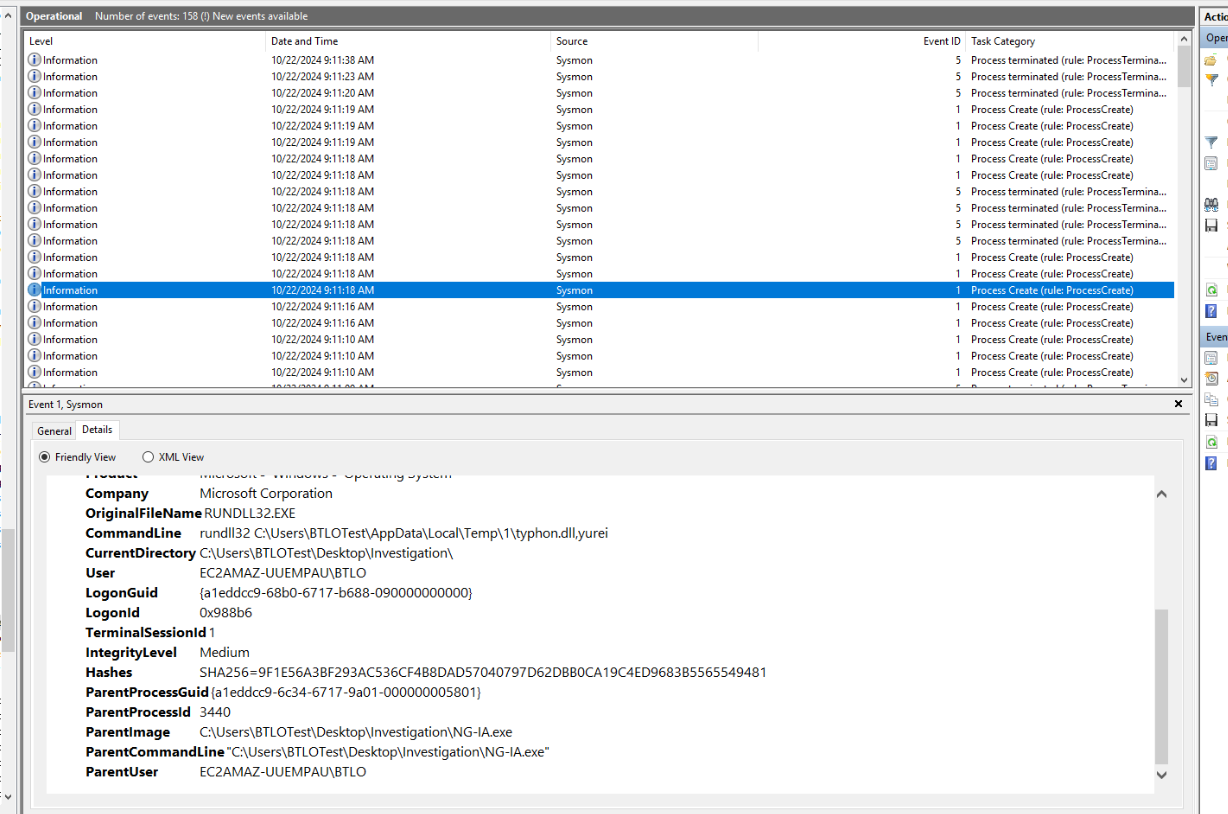 Operational Number of events: 158 (!) New events available
Actio
Level Date and Time Source Event ID Task Category
Oper
Information 10/22/2024 9:11:38 AM Sysmon 5 Process terminated (rule: ProcessTermina...
Information 10/22/2024 9:11:23 AM Sysmon 5 Process terminated (rule: ProcessTermina...
Information 10/22/2024 9:11:20 AM Sysmon 5 Process terminated (rule: ProcessTermina...
Information 10/22/2024 9:11:19 AM Sysmon 1 Process Create (rule: ProcessCreate)
Information 10/22/2024 9:11:19 AM Sysmon 1 Process Create (rule: ProcessCreate)
Information 10/22/2024 9:11:19 AM Sysmon 1 Process Create (rule: ProcessCreate)
Information 10/22/2024 9:11:18 AM Sysmon 1 Process Create (rule: ProcessCreate)
Information 10/22/2024 9:11:18 AM Sysmon 1 Process Create (rule: ProcessCreate)
Information 10/22/2024 9:11:18 AM Sysmon 5 Process terminated (rule: ProcessTermina...
Information 10/22/2024 9:11:18 AM Sysmon 5 Process terminated (rule: ProcessTermina...
Information 10/22/2024 9:11:18 AM Sysmon 5 Process terminated (rule: ProcessTermina...
Information 10/22/2024 9:11:18 AM Sysmon 5 Process terminated (rule: ProcessTermina...
Information 10/22/2024 9:11:18 AM Sysmon 1 Process Create (rule: ProcessCreate)
Information 10/22/2024 9:11:18 AM Sysmon 1 Process Create (rule: ProcessCreate)
Information 10/22/2024 9:11:18 AM Sysmon 1 Process Create (rule: ProcessCreate)
Information 10/22/2024 9:11:16 AM Sysmon 1 Process Create (rule: ProcessCreate)
Information 10/22/2024 9:11:16 AM Sysmon 1 Process Create (rule: ProcessCreate)
Information 10/22/2024 9:11:10 AM Sysmon 1 Process Create (rule: ProcessCreate)
Information 10/22/2024 9:11:10 AM Sysmon 1 Process Create (rule: ProcessCreate)
Information 10/22/2024 9:11:10 AM Sysmon 1 Process Create (rule: ProcessCreate)
Even
Event 1, Sysmon
General Details
Friendly View XML View
Product Microsoft® Windows® Operating System
Company Microsoft Corporation
OriginalFileName RUNDLL32.EXE
CommandLine rundll32 C:\Users\BTLOTest\AppData\Local\Temp\1\typhon.dll,yurei
CurrentDirectory C:\Users\BTLOTest\Desktop\Investigation\
User EC2AMAZ-UUEMPAU\BTLO
LogonGuid {a1eddcc9-68b0-6717-b688-090000000000}
LogonId 0x988b6
TerminalSessionId 1
IntegrityLevel Medium
Hashes SHA256=9F1E56A3BF293AC536CF4B8DAD57040797D62DBB0CA19C4ED9683B5565549481
ParentProcessGuid {a1eddcc9-6c34-6717-9a01-000000005801}
ParentProcessId 3440
ParentImage C:\Users\BTLOTest\Desktop\Investigation\NG-IA.exe
ParentCommandLine "C:\Users\BTLOTest\Desktop\Investigation\NG-IA.exe"
ParentUser EC2AMAZ-UUEMPAU\BTLO